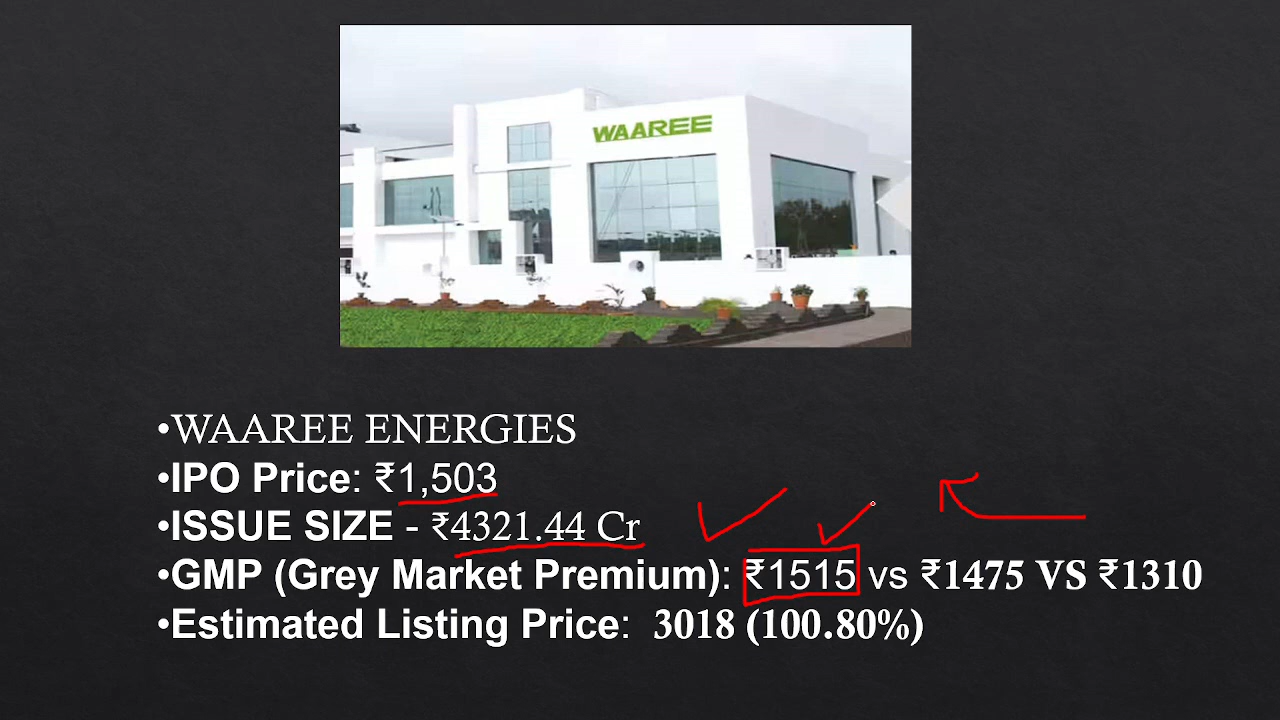 WAAREE
•WAAREE ENERGIES
•IPO Price: ₹1,503
•ISSUE SIZE - ₹4321.44 Cr
•GMP (Grey Market Premium): ₹1515 vs ₹1475 VS ₹1310
•Estimated Listing Price: 3018 (100.80%)